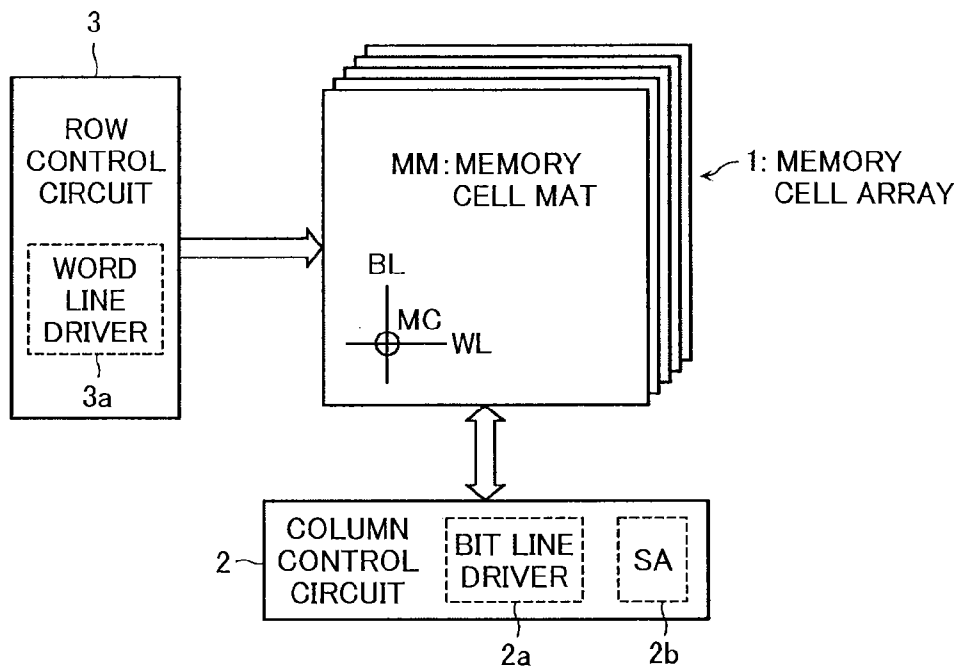 3
ROW
CONTROL
CIRCUIT
WORD
LINE
DRIVER
3a
MM:MEMORY
CELL MAT
BL
MC
WL
1: MEMORY
CELL ARRAY
2
COLUMN
CONTROL
CIRCUIT
BIT LINE
DRIVER
2a
SA
2b